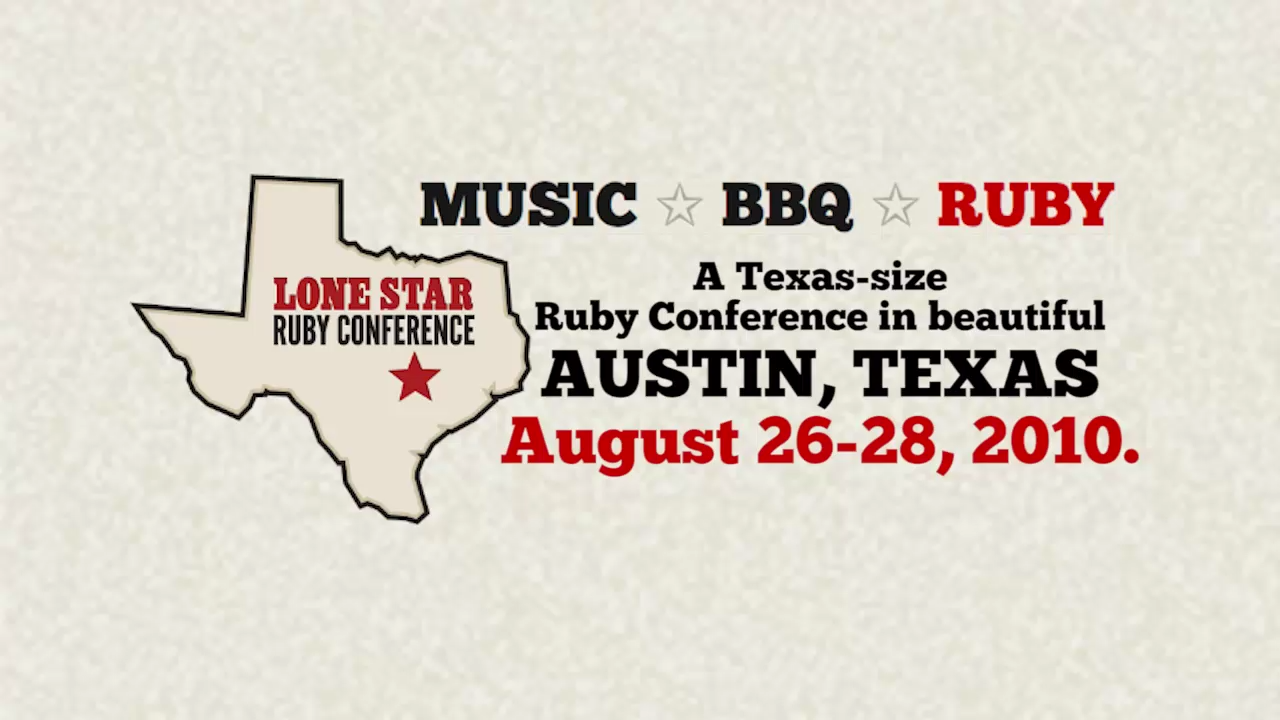 MUSIC ☆ BBQ ☆ RUBY
LONE STAR
RUBY CONFERENCE
A Texas-size
Ruby Conference in beautiful
AUSTIN, TEXAS
August 26-28, 2010.